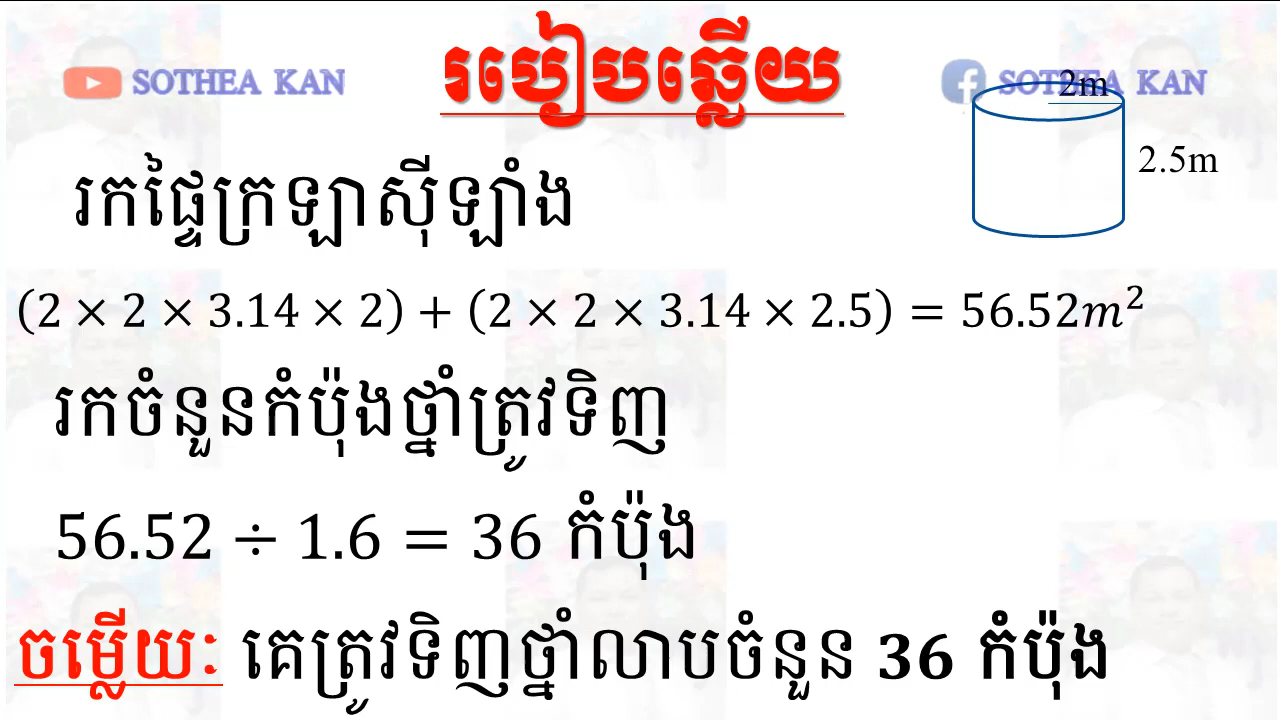 SOTHEA KAN
របៀបឆ្លើយ
SOTHEA KAN
2m
2.5m
រកផ្ទៃក្រឡាស៊ីឡាំង
(2 × 2 × 3.14 × 2) + (2 × 2 × 3.14 × 2.5) = 56.52m²
រកចំនួនកំប៉ុងថ្នាំត្រូវទិញ
56.52 ÷ 1.6 = 36 កំប៉ុង
ចម្លើយ: គេត្រូវទិញថ្នាំលាបចំនួន 36 កំប៉ុង